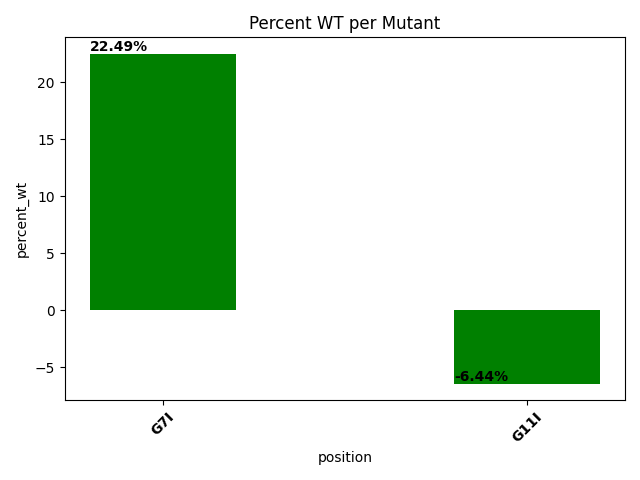 Percent WT per Mutant
22.49%
20
15
10
5
0
−5
percent_wt
-6.44%
G7I
G11I
position